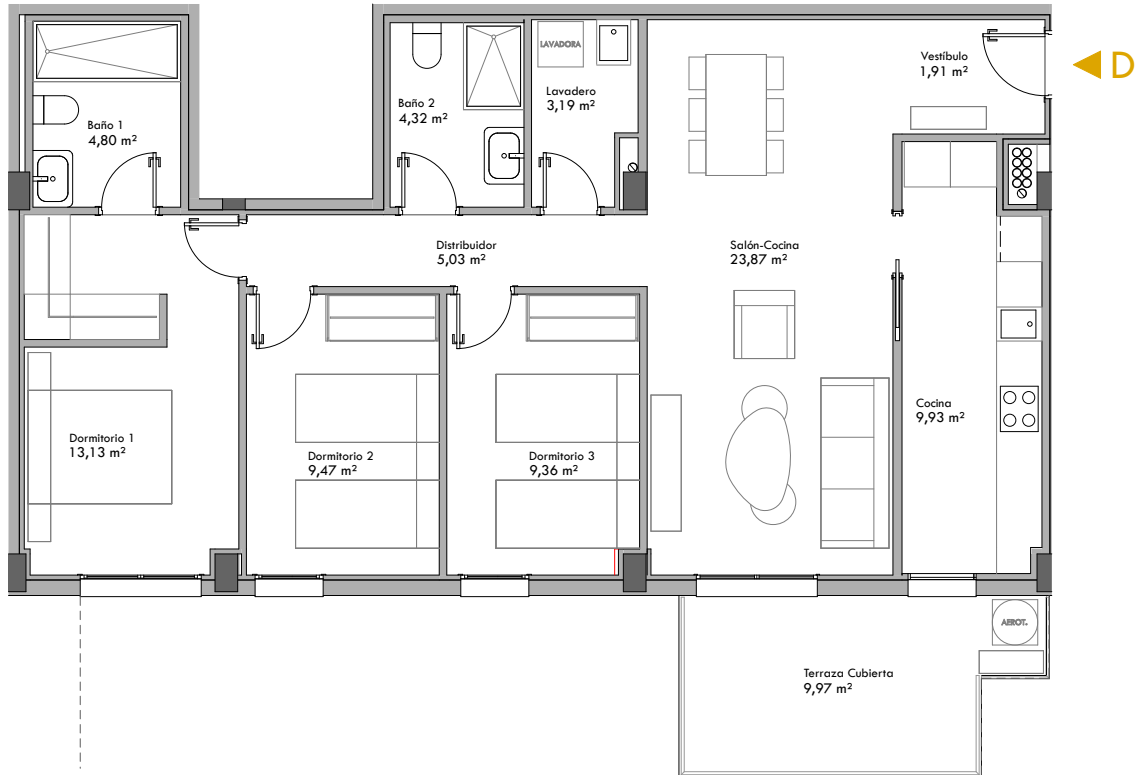 D
Vestíbulo
1,91 m²
LAVADORA
Lavadero
3,19 m²
Baño 2
4,32 m²
Baño 1
4,80 m²
Distribuidor
5,03 m²
Salón-Cocina
23,87 m²
Cocina
9,93 m²
Dormitorio 1
13,13 m²
Dormitorio 2
9,47 m²
Dormitorio 3
9,36 m²
AEROT.
Terraza Cubierta
9,97 m²